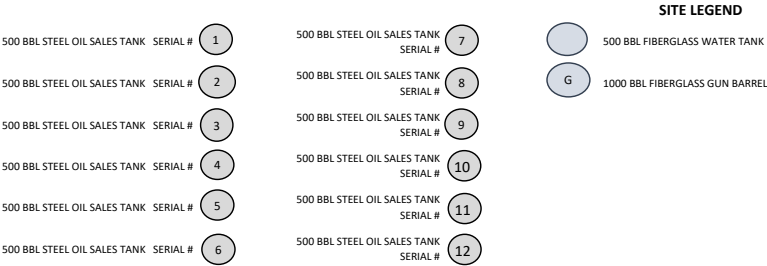 SITE LEGEND
500 BBL STEEL OIL SALES TANK SERIAL # 1
500 BBL STEEL OIL SALES TANK SERIAL # 2
500 BBL STEEL OIL SALES TANK SERIAL # 3
500 BBL STEEL OIL SALES TANK SERIAL # 4
500 BBL STEEL OIL SALES TANK SERIAL # 5
500 BBL STEEL OIL SALES TANK SERIAL # 6
500 BBL STEEL OIL SALES TANK
SERIAL # 7
500 BBL STEEL OIL SALES TANK
SERIAL # 8
500 BBL STEEL OIL SALES TANK
SERIAL # 9
500 BBL STEEL OIL SALES TANK
SERIAL # 10
500 BBL STEEL OIL SALES TANK
SERIAL # 11
500 BBL STEEL OIL SALES TANK
SERIAL # 12
500 BBL FIBERGLASS WATER TANK
G 1000 BBL FIBERGLASS GUN BARREL